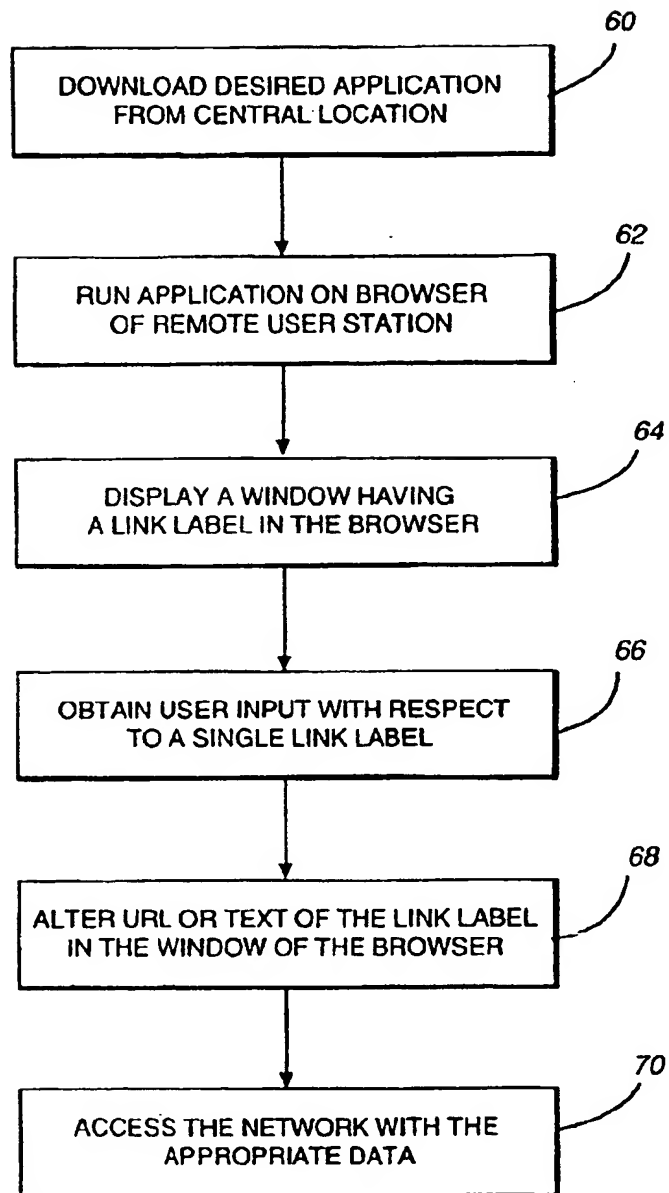 60
DOWNLOAD DESIRED APPLICATION
FROM CENTRAL LOCATION
62
RUN APPLICATION ON BROWSER
OF REMOTE USER STATION
64
DISPLAY A WINDOW HAVING
A LINK LABEL IN THE BROWSER
66
OBTAIN USER INPUT WITH RESPECT
TO A SINGLE LINK LABEL
68
ALTER URL OR TEXT OF THE LINK LABEL
IN THE WINDOW OF THE BROWSER
70
ACCESS THE NETWORK WITH THE
APPROPRIATE DATA